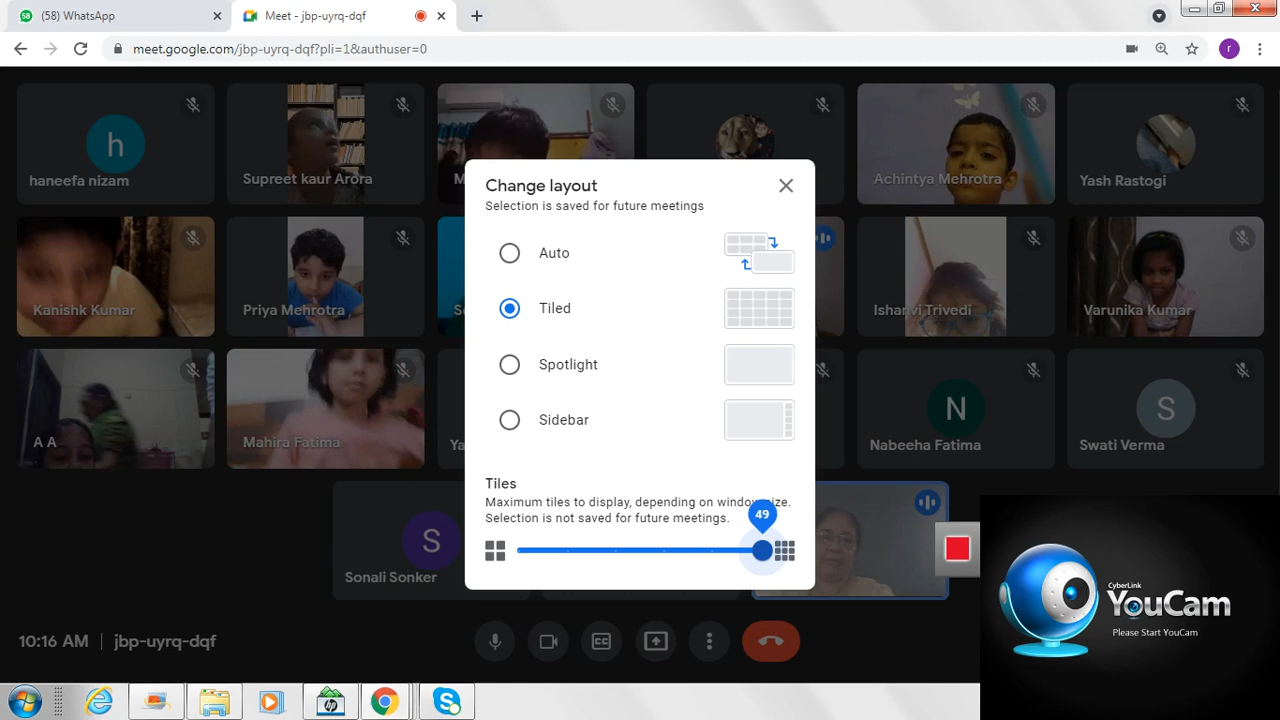 (58) WhatsApp
Meet - jbp-uyrq-dqf
meet.google.com/jbp-uyrq-dqf?pli=1&authuser=0
r
h
haneefa nizam
Supreet kaur Arora
M
Achintya Mehrotra
Yash Rastogi
Kanishk Kumar
Priya Mehrotra
Ishanvi Trivedi
Varunika Kumar
A A
Mahira Fatima
Ya
N
Nabeeha Fatima
S
Swati Verma
S
Sonali Sonker
Change layout
Selection is saved for future meetings
Auto
Tiled
Spotlight
Sidebar
Tiles
Maximum tiles to display, depending on window size.
Selection is not saved for future meetings.
49
10:16 AM
jbp-uyrq-dqf
CC
CyberLink
YouCam
Please Start YouCam
hp